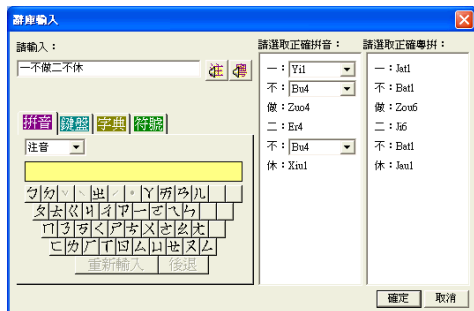 辭庫輸入
請輸入：
一不做二不休
注
拼音 鍵盤 字典 符號
注音
ㄅ ㄉ ˇ ˋ ㄓ ˊ ˙ ㄚ ㄞ ㄢ ㄦ
ㄆ ㄊ ㄍ ㄐ ㄔ ㄗ ㄧ ㄛ ㄟ ㄣ
ㄇ ㄋ ㄎ ㄑ ㄕ ㄘ ㄨ ㄜ ㄠ ㄤ
ㄈ ㄌ ㄏ ㄒ ㄖ ㄙ ㄩ ㄝ ㄡ ㄥ
重新輸入 後退
請選取正確拼音：
一：Yi1
不：Bu4
做：Zuo4
二：Er4
不：Bu4
休：Xiu1
請選取正確粵拼：
一：Jat1
不：Bat1
做：Zou6
二：Ji6
不：Bat1
休：Jau1
確定 取消